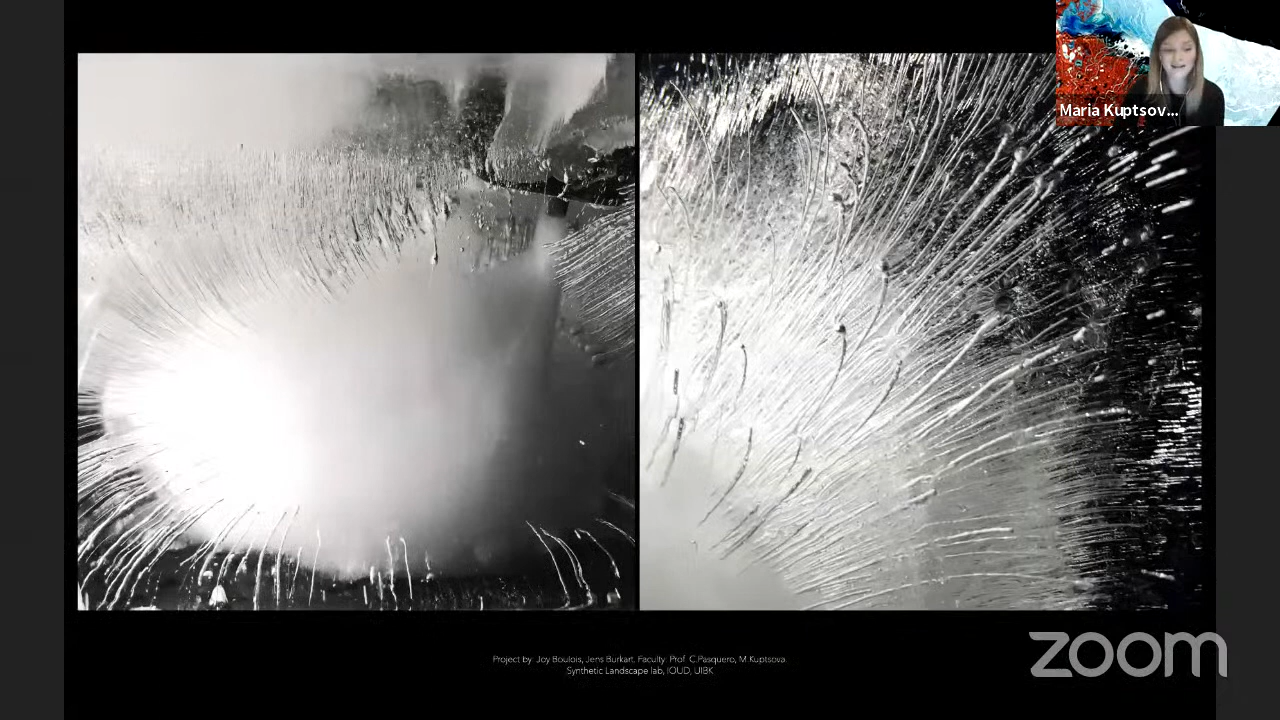 Maria Kuptsov...
Project by: Joy Boulois, Jens Burkart. Faculty: Prof. C.Pasquero, M.Kuptsova.
Synthetic Landscape lab, IOUD, UIBK
zoom